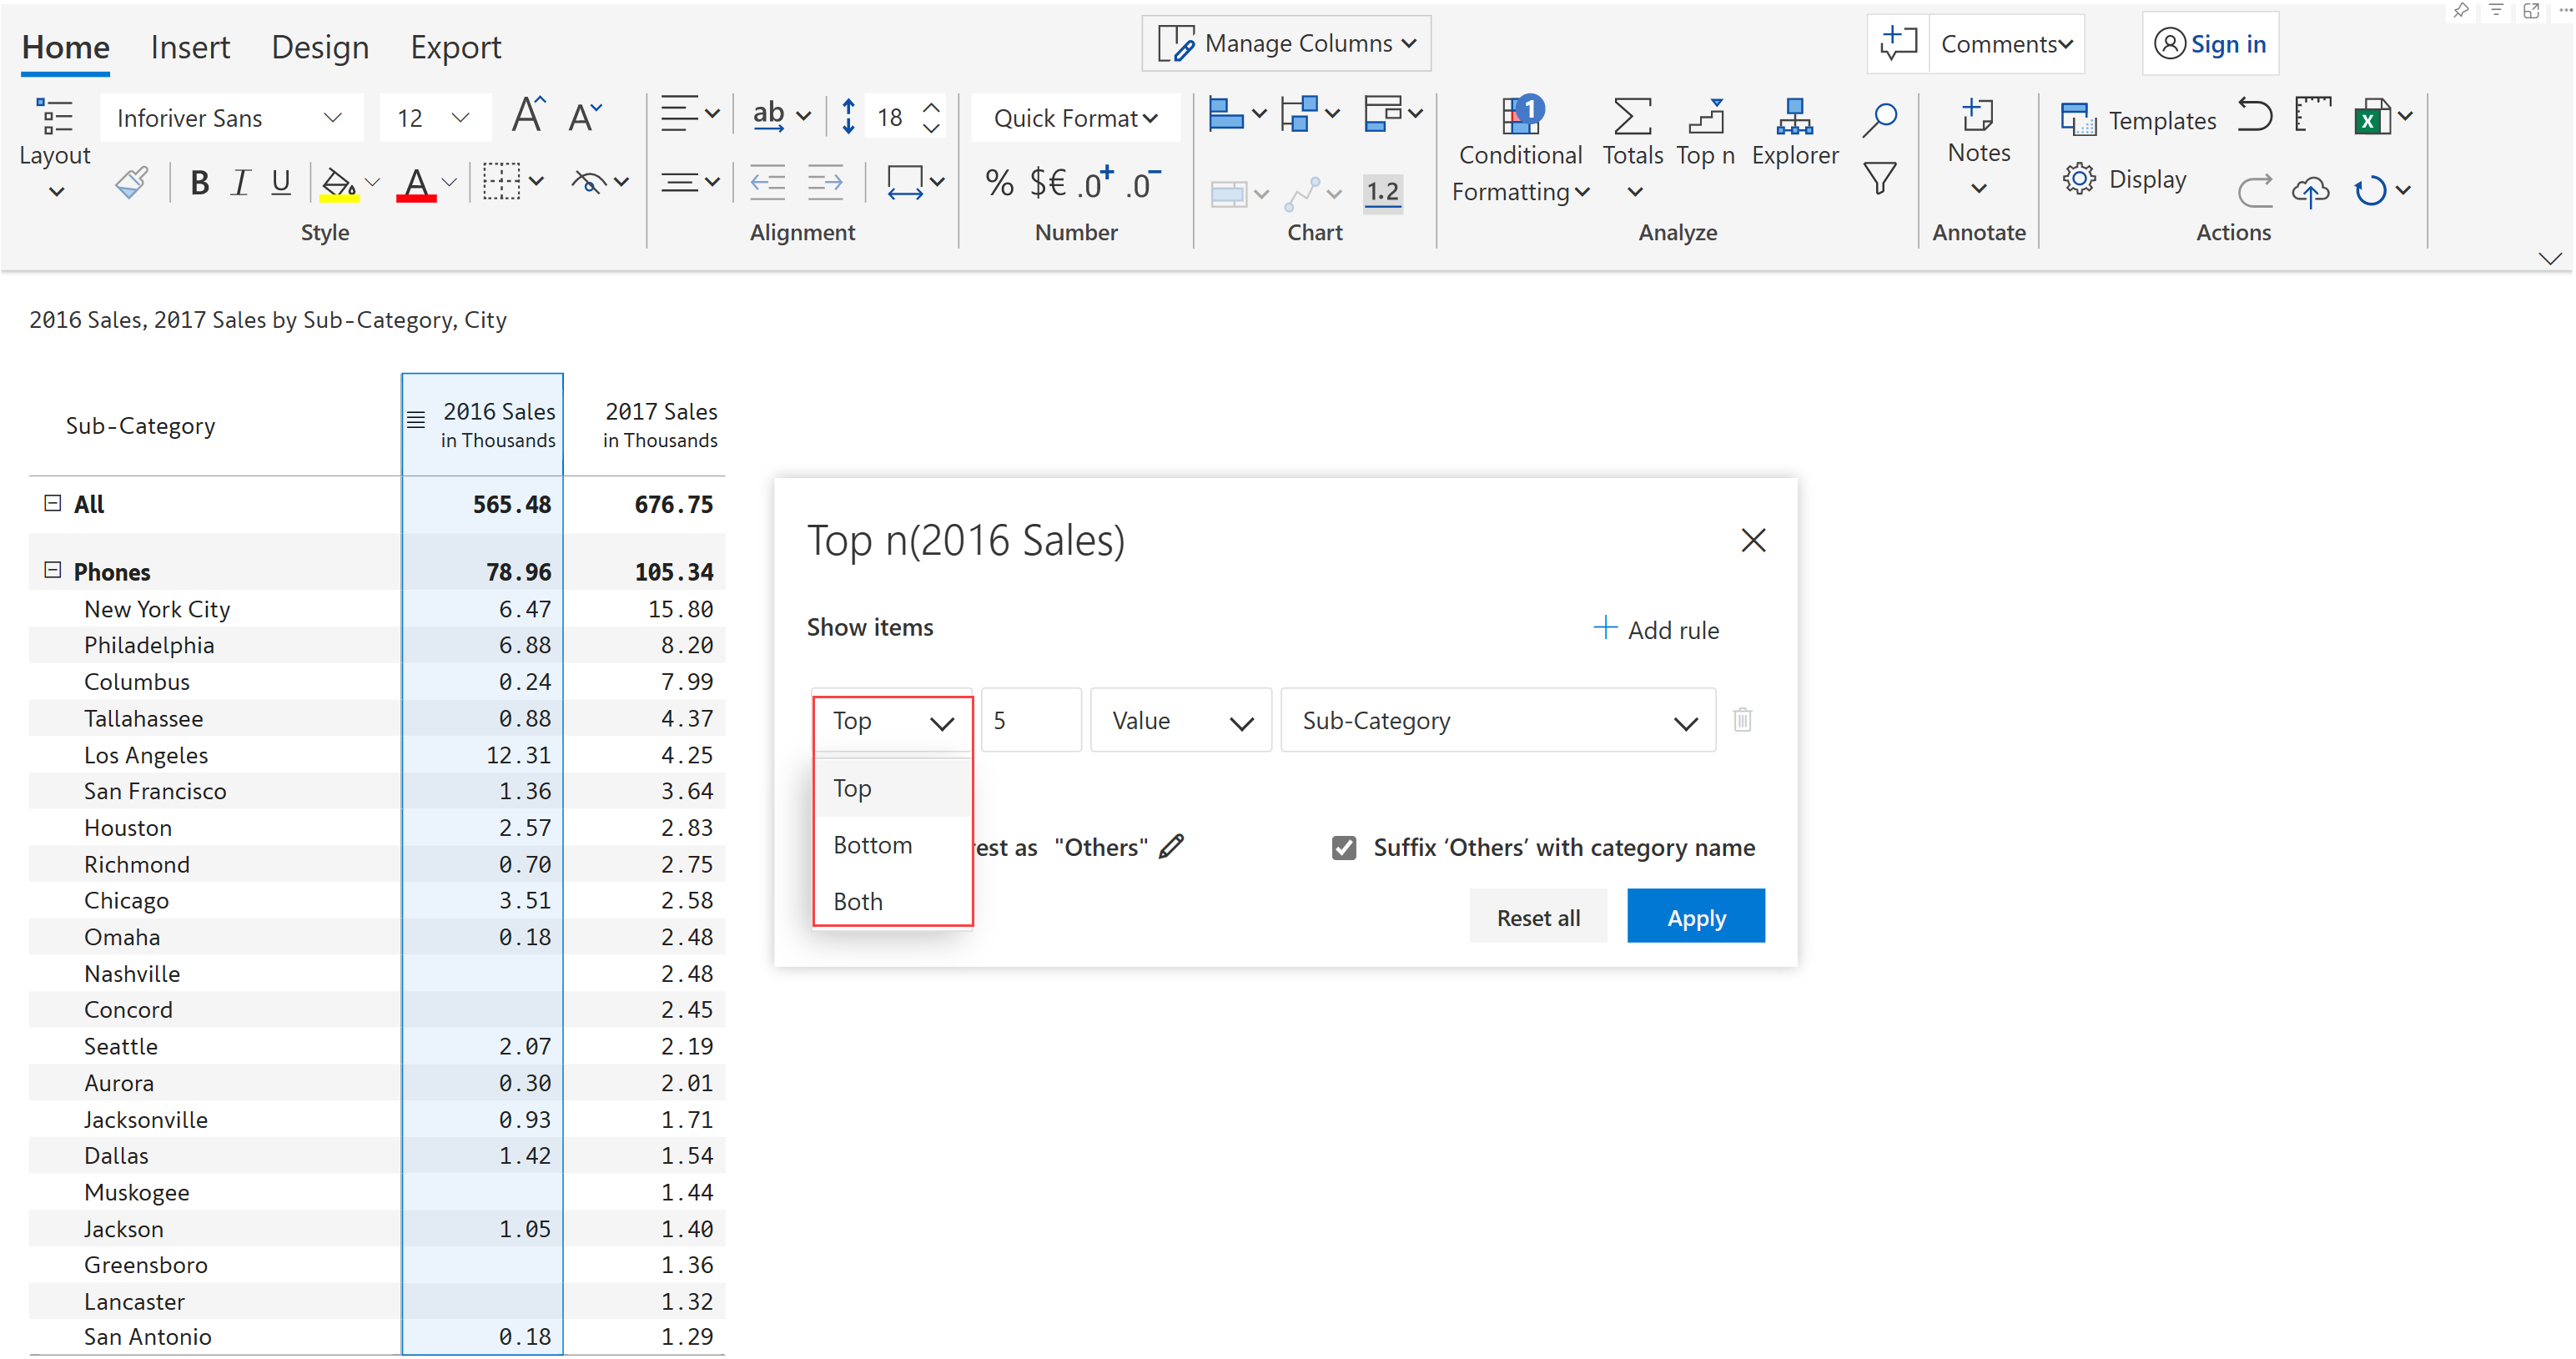 Home Insert Design Export
Manage Columns
Comments
Sign in
Layout
Inforiver Sans
12
A A
B I U
A
Style
ab
18
Alignment
Quick Format
% $€ .0+ .0-
Number
1.2
Chart
1
Conditional
Formatting
Totals
Top n
Explorer
Analyze
Notes
Annotate
Templates
Display
X
Actions
2016 Sales, 2017 Sales by Sub-Category, City
Sub-Category 2016 Sales in Thousands 2017 Sales in Thousands
All 565.48 676.75
Phones 78.96 105.34
New York City 6.47 15.80
Philadelphia 6.88 8.20
Columbus 0.24 7.99
Tallahassee 0.88 4.37
Los Angeles 12.31 4.25
San Francisco 1.36 3.64
Houston 2.57 2.83
Richmond 0.70 2.75
Chicago 3.51 2.58
Omaha 0.18 2.48
Nashville 2.48
Concord 2.45
Seattle 2.07 2.19
Aurora 0.30 2.01
Jacksonville 0.93 1.71
Dallas 1.42 1.54
Muskogee 1.44
Jackson 1.05 1.40
Greensboro 1.36
Lancaster 1.32
San Antonio 0.18 1.29
Top n(2016 Sales)
Show items
Add rule
Top 5 Value Sub-Category
Top
Bottom
Both
est as "Others"
Suffix ‘Others’ with category name
Reset all
Apply